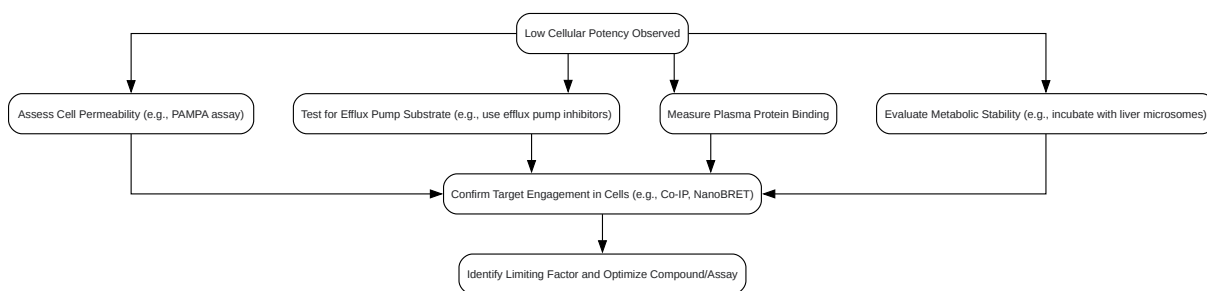 Low Cellular Potency Observed
Assess Cell Permeability (e.g., PAMPA assay)
Test for Efflux Pump Substrate (e.g., use efflux pump inhibitors)
Measure Plasma Protein Binding
Evaluate Metabolic Stability (e.g., incubate with liver microsomes)
Confirm Target Engagement in Cells (e.g., Co-IP, NanoBRET)
Identify Limiting Factor and Optimize Compound/Assay